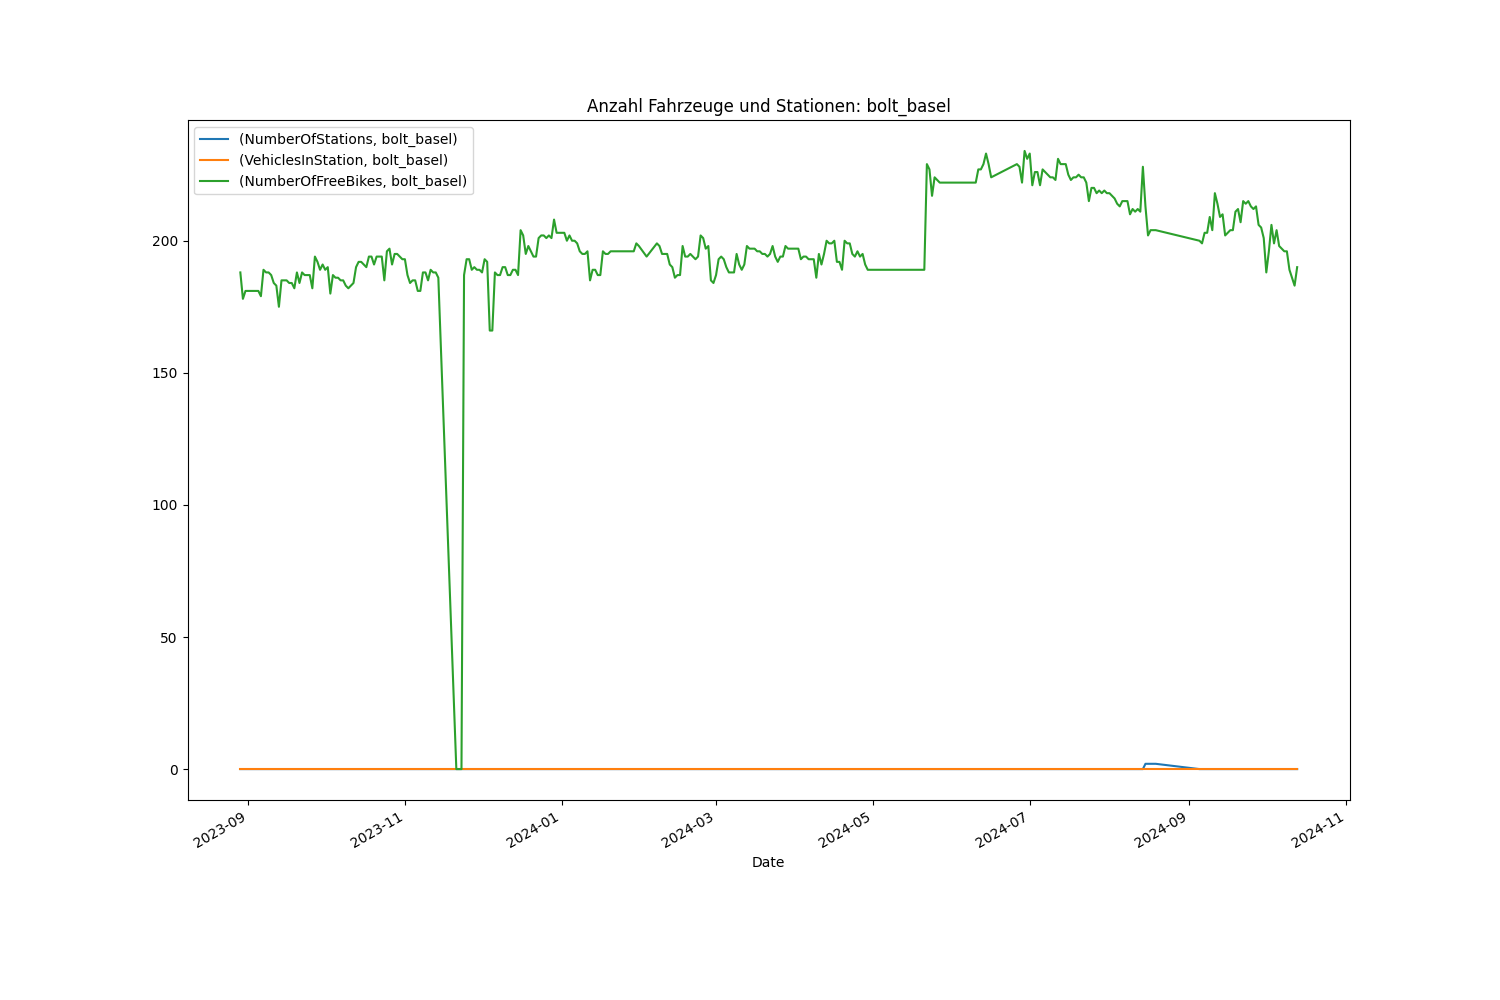 Anzahl Fahrzeuge und Stationen: bolt_basel
(NumberOfStations, bolt_basel)
(VehiclesInStation, bolt_basel)
(NumberOfFreeBikes, bolt_basel)
200
150
100
50
0
2023-09
2023-11
2024-01
2024-03
2024-05
2024-07
2024-09
2024-11
Date